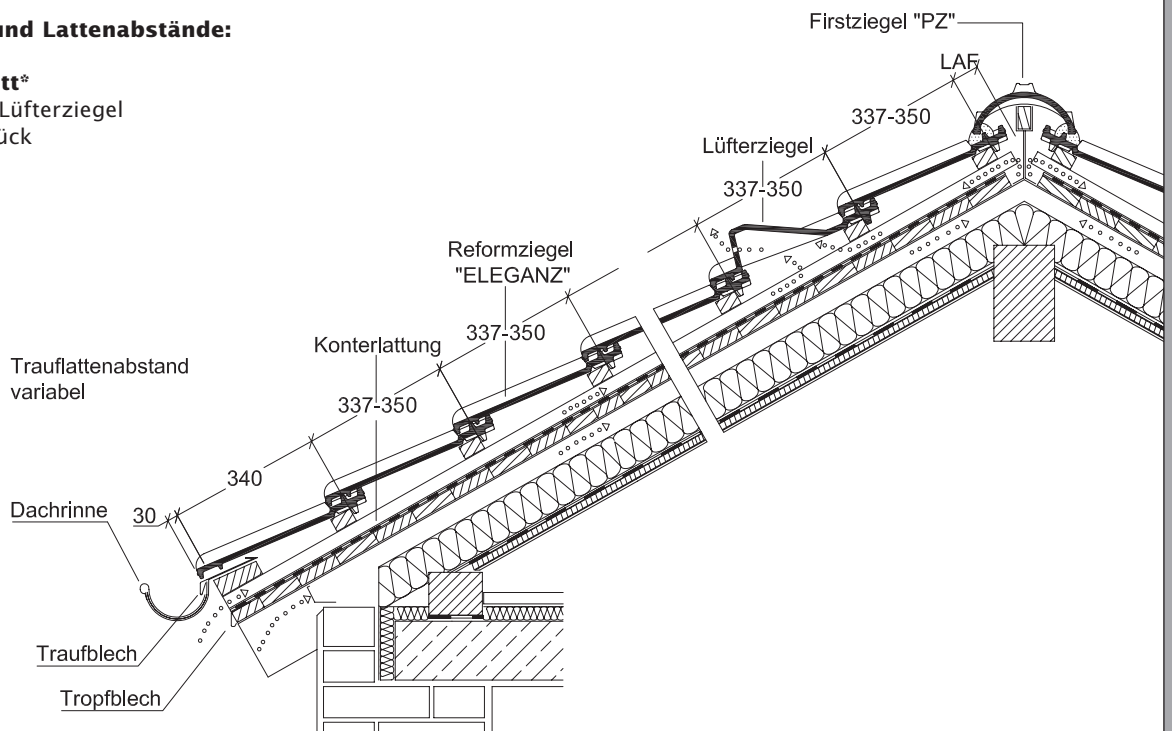 und Lattenabstände:
tt*
Lüfterziegel
ück
Firstziegel "PZ"
LAF
337-350
Lüfterziegel
337-350
Reformziegel
"ELEGANZ"
337-350
Konterlattung
337-350
Trauflattenabstand
variabel
340
Dachrinne
30
Traufblech
Tropfblech